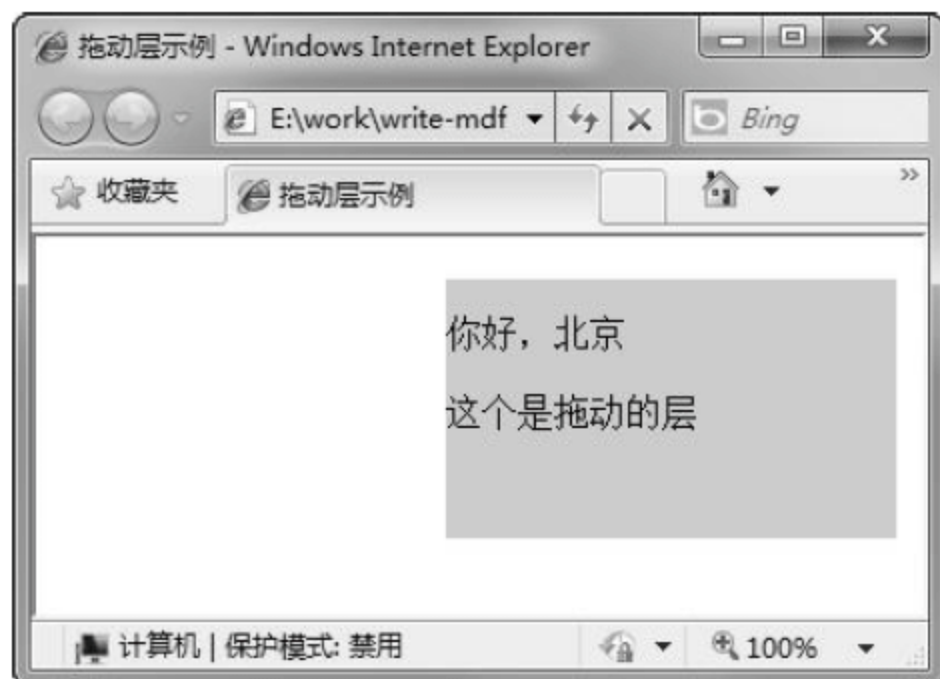 拖动层示例 - Windows Internet Explorer
E:\work\write-mdf
Bing
收藏夹
拖动层示例
你好，北京
这个是拖动的层
计算机 | 保护模式: 禁用
100%